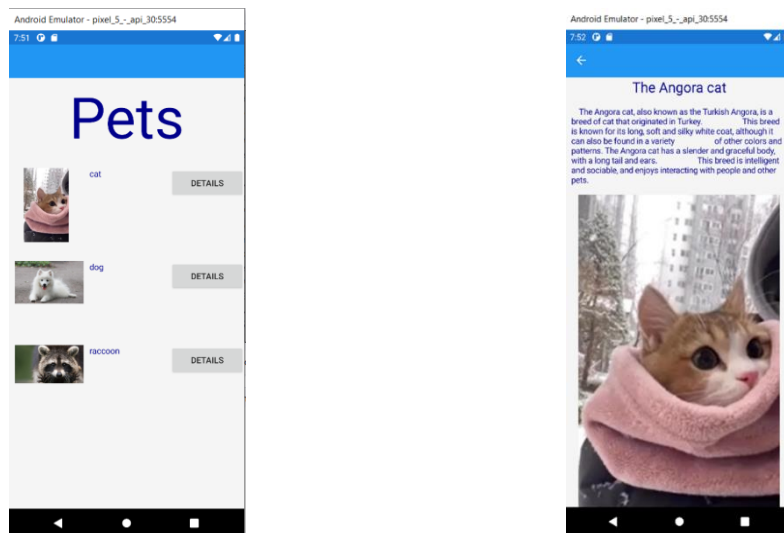 Android Emulator - pixel_5_-_api_30:5554
7:51
Pets
cat
DETAILS
dog
DETAILS
raccoon
DETAILS
Android Emulator - pixel_5_-_api_30:5554
7:52
The Angora cat
The Angora cat, also known as the Turkish Angora, is a
breed of cat that originated in Turkey. This breed
is known for its long, soft and silky white coat, although it
can also be found in a variety of other colors and
patterns. The Angora cat has a slender and graceful body,
with a long tail and ears. This breed is intelligent
and sociable, and enjoys interacting with people and other
pets.